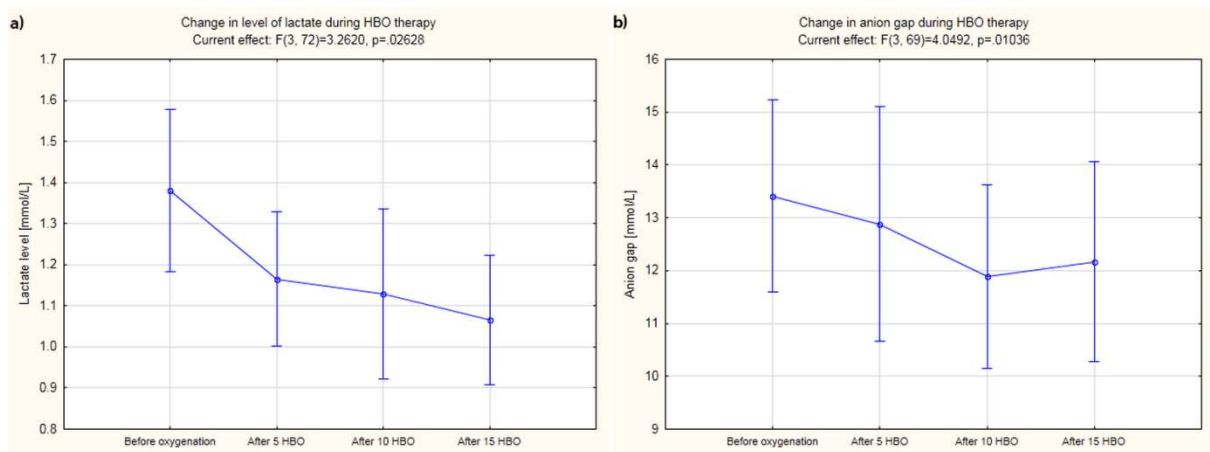 a)
Change in level of lactate during HBO therapy
Current effect: F(3, 72)=3.2620, p=.02628
1.7
1.6
1.5
1.4
1.3
1.2
1.1
1.0
0.9
0.8
Lactate level [mmol/L]
Before oxygenation After 5 HBO After 10 HBO After 15 HBO
b)
Change in anion gap during HBO therapy
Current effect: F(3, 69)=4.0492, p=.01036
16
15
14
13
12
11
10
9
Anion gap [mmol/L]
Before oxygenation After 5 HBO After 10 HBO After 15 HBO